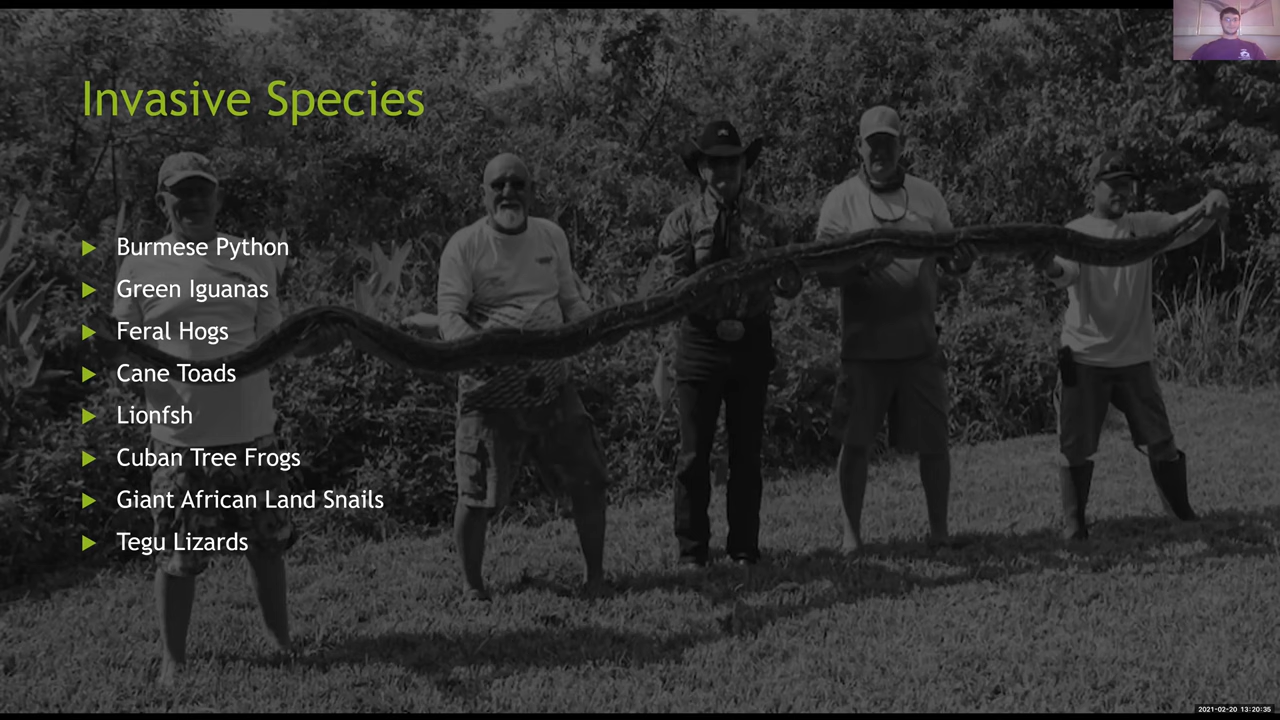 Invasive Species
Burmese Python
Green Iguanas
Feral Hogs
Cane Toads
Lionfsh
Cuban Tree Frogs
Giant African Land Snails
Tegu Lizards
2021-02-20 13:20:35